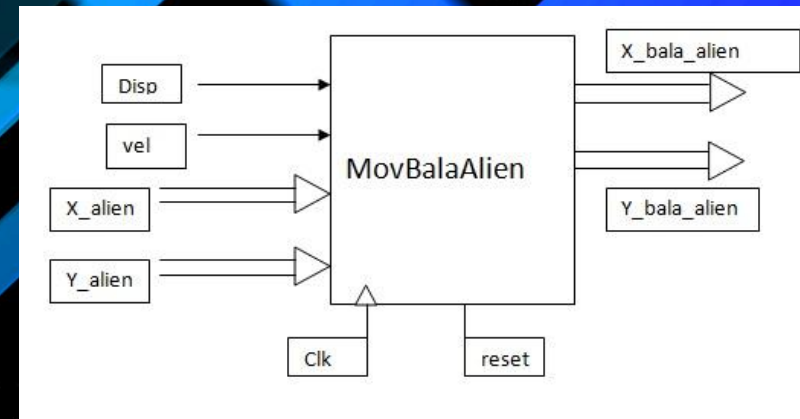 X_bala_alien
Disp
vel
MovBalaAlien
X_alien
Y_bala_alien
Y_alien
Clk
reset